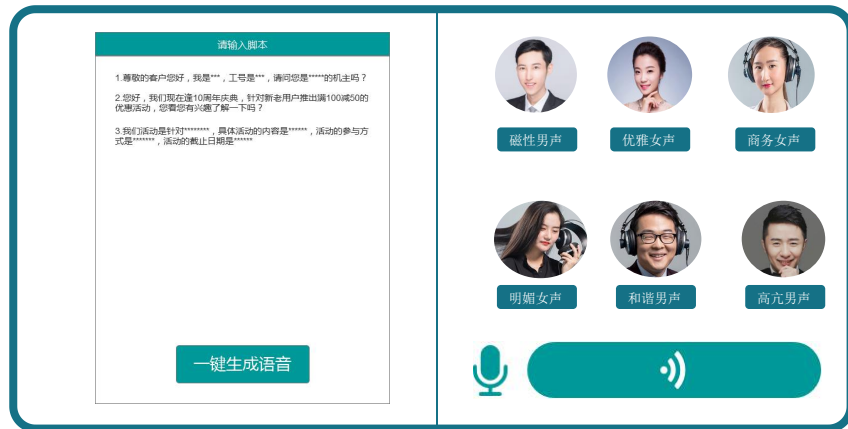 请输入脚本
1.尊敬的客户您好，我是***，工号是***，请问您是*****的机主吗？
2.您好，我们现在逢10周年庆典，针对新老用户推出满100减50的
优惠活动，您看您有兴趣了解一下吗？
3.我们活动是针对********，具体活动的内容是******，活动的参与方
式是*******，活动的截止日期是******
一键生成语音
磁性男声
优雅女声
商务女声
明媚女声
和谐男声
高亢男声